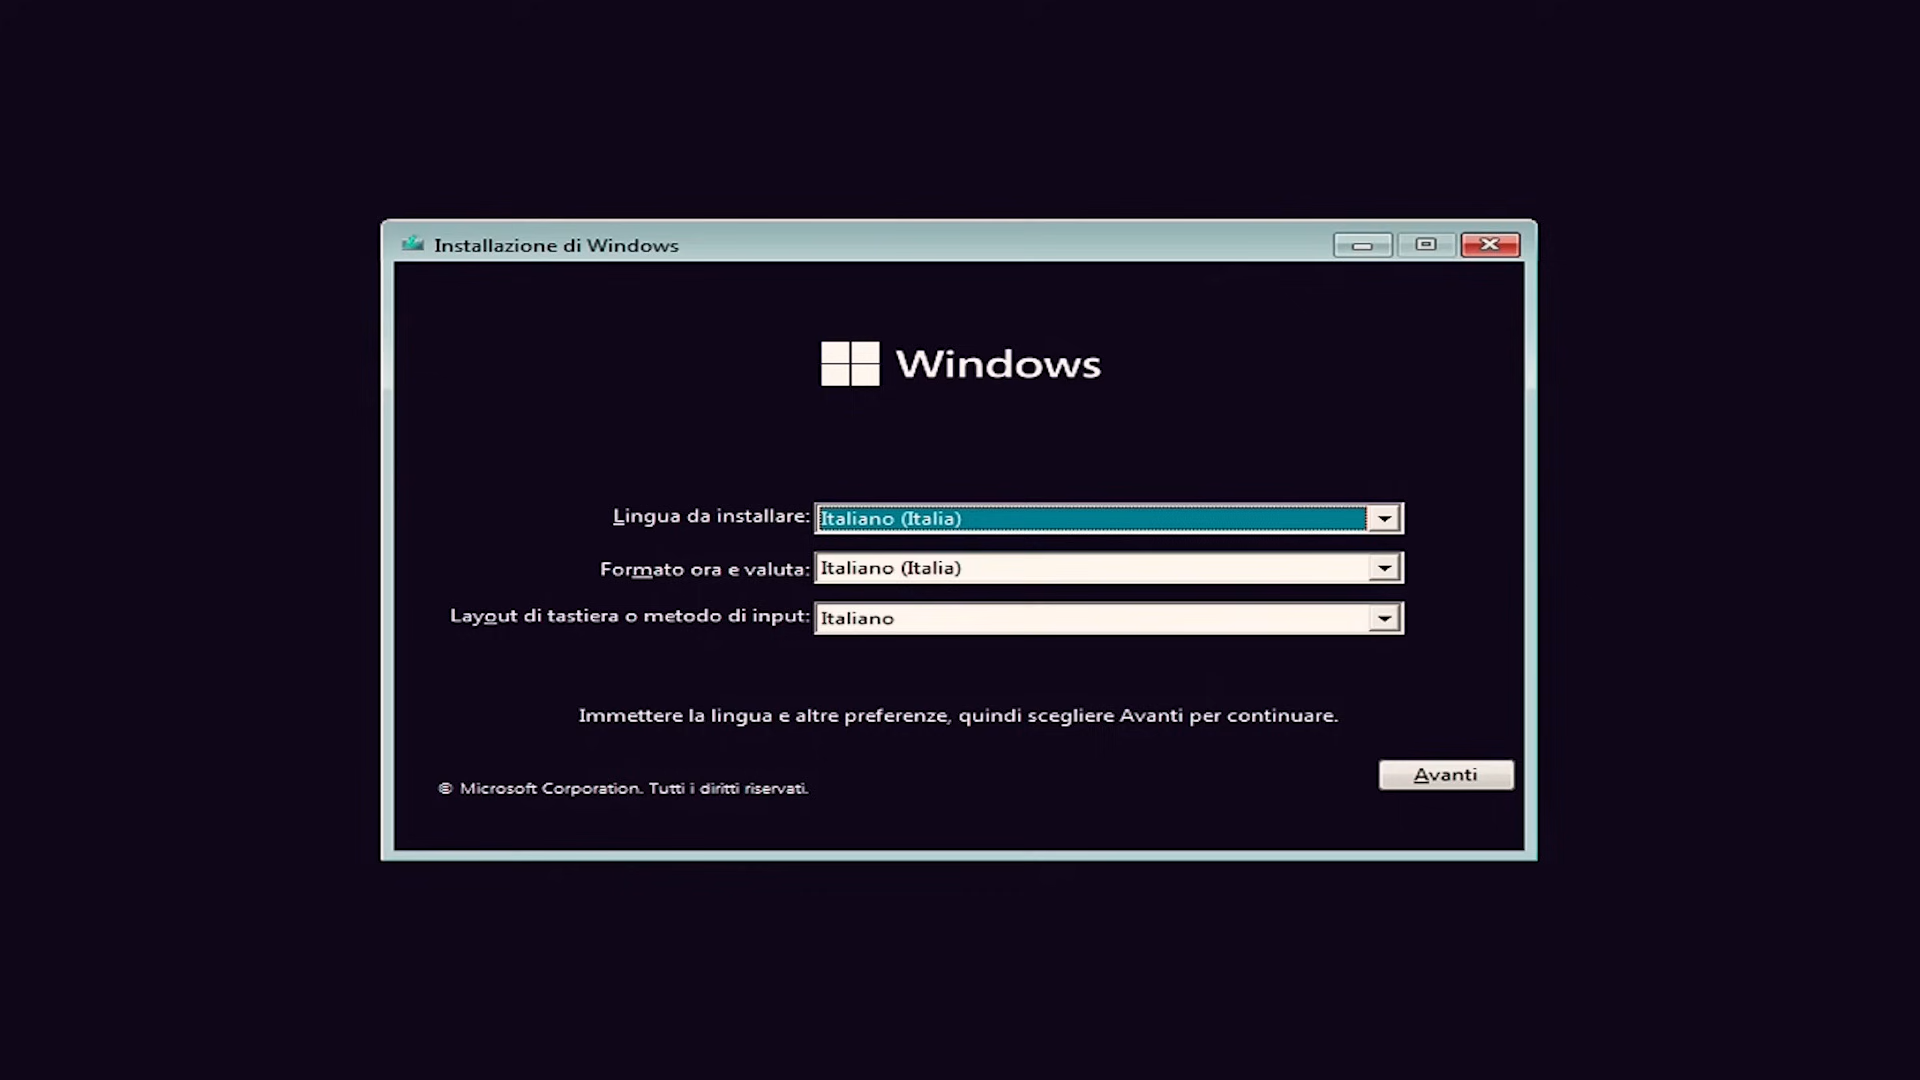 Installazione di Windows
Windows
Lingua da installare: Italiano (Italia)
Formato ora e valuta: Italiano (Italia)
Layout di tastiera o metodo di input: Italiano
Immettere la lingua e altre preferenze, quindi scegliere Avanti per continuare.
Avanti
© Microsoft Corporation. Tutti i diritti riservati.